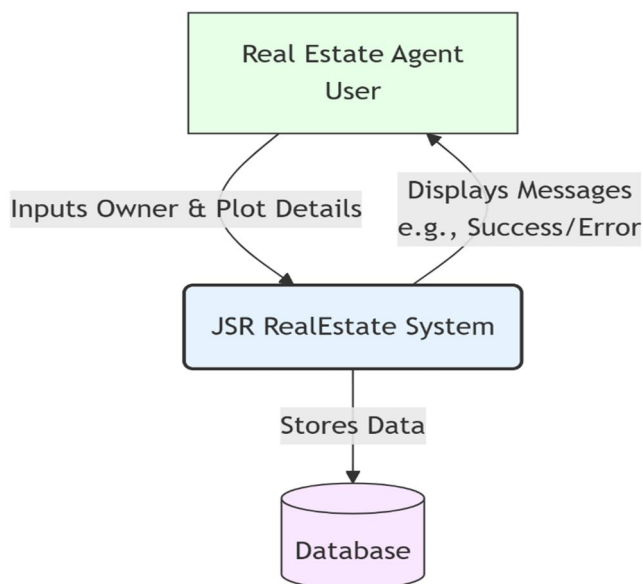 Real Estate Agent
User
Inputs Owner & Plot Details
Displays Messages
e.g., Success/Error
JSR RealEstate System
Stores Data
Database